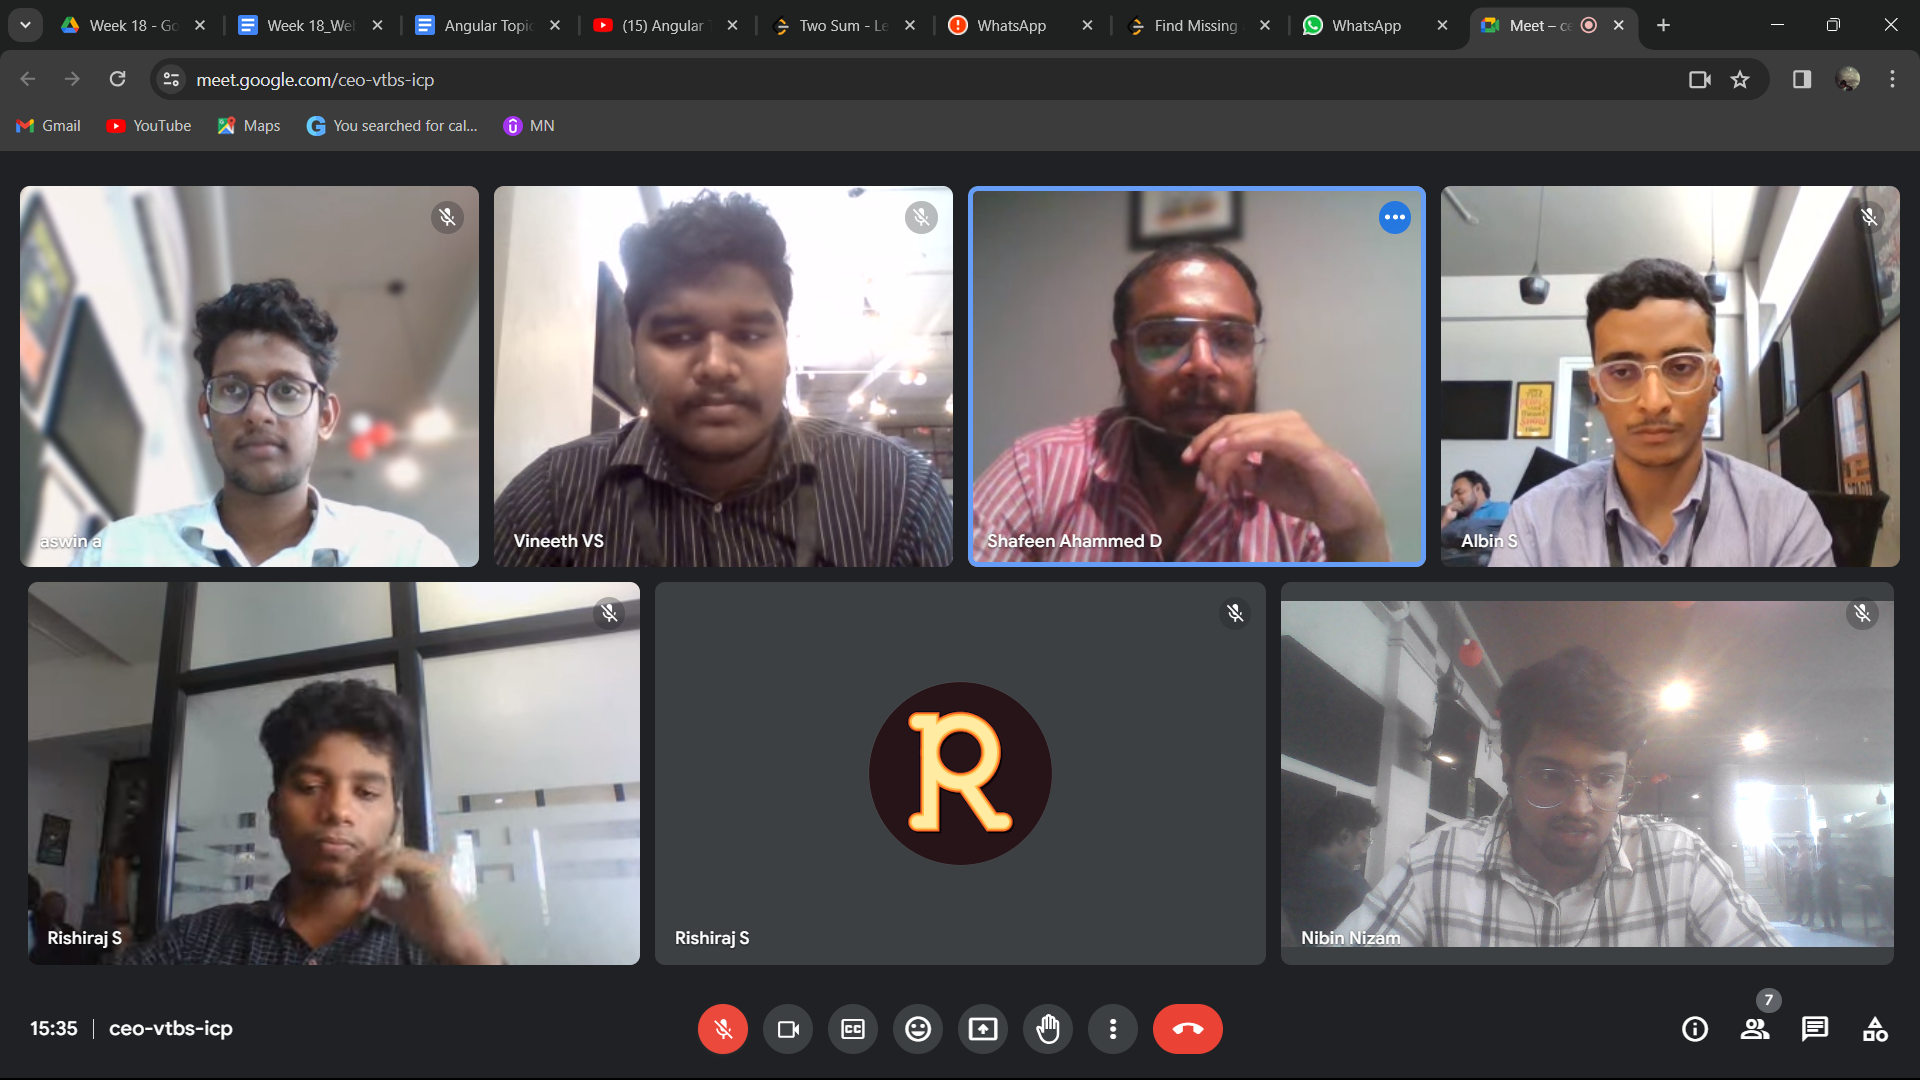 Week 18 - Go
Week 18_Wel
Angular Topic
(15) Angular T
Two Sum - Le
WhatsApp
Find Missing
WhatsApp
Meet – ce
meet.google.com/ceo-vtbs-icp
Gmail
YouTube
Maps
You searched for cal...
MN
aswin a
Vineeth VS
Shafeen Ahammed D
Albin S
Rishiraj S
R
Rishiraj S
Nibin Nizam
15:35
ceo-vtbs-icp
CC
7